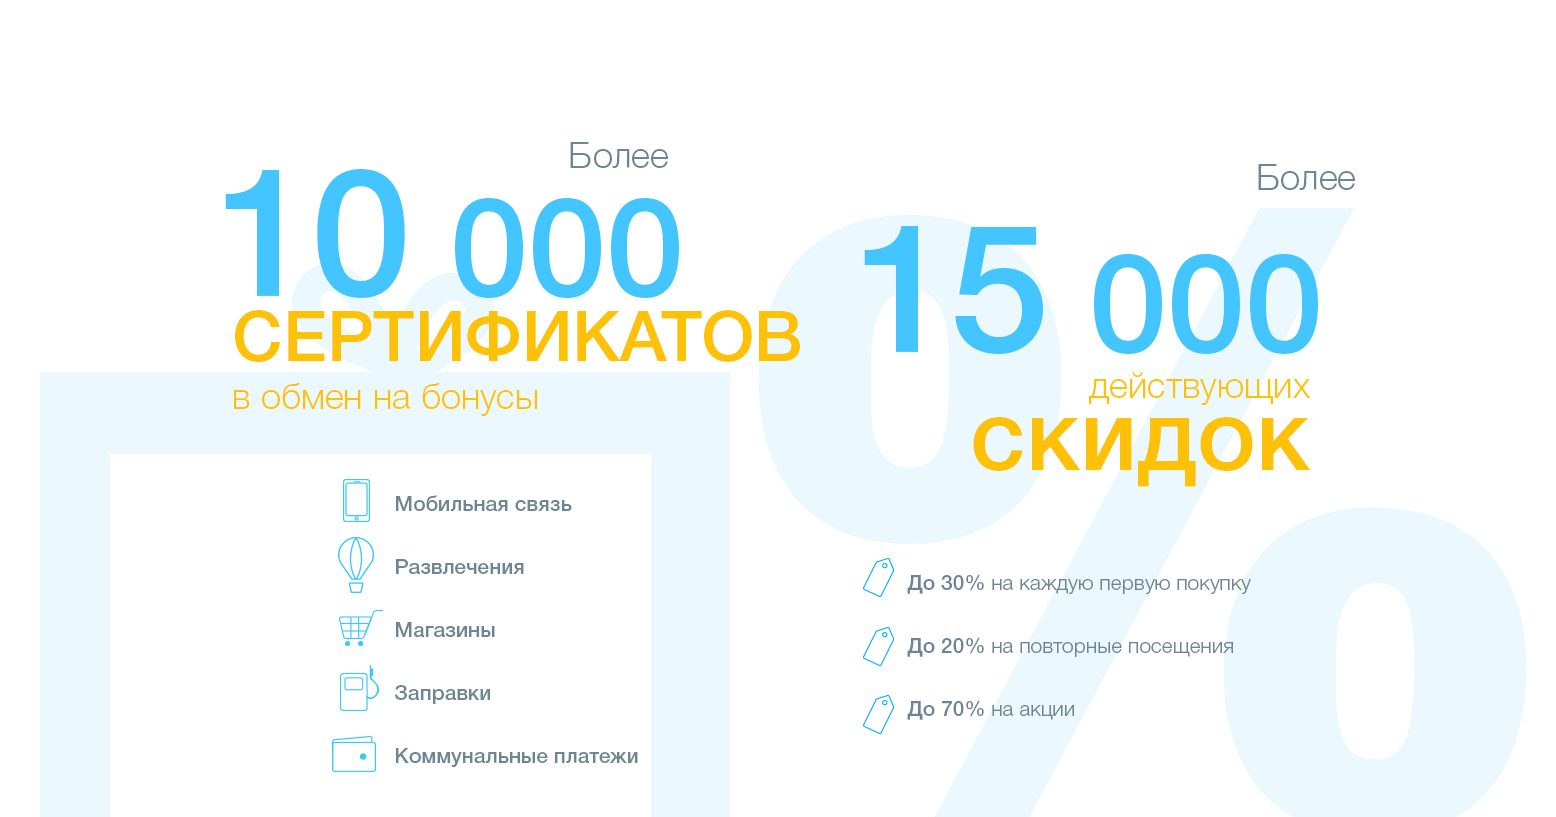 Более
10 000
СЕРТИФИКАТОВ
в обмен на бонусы
Мобильная связь
Развлечения
Магазины
Заправки
Коммунальные платежи
Более
15 000
действующих
СКИДОК
До 30% на каждую первую покупку
До 20% на повторные посещения
До 70% на акции
%